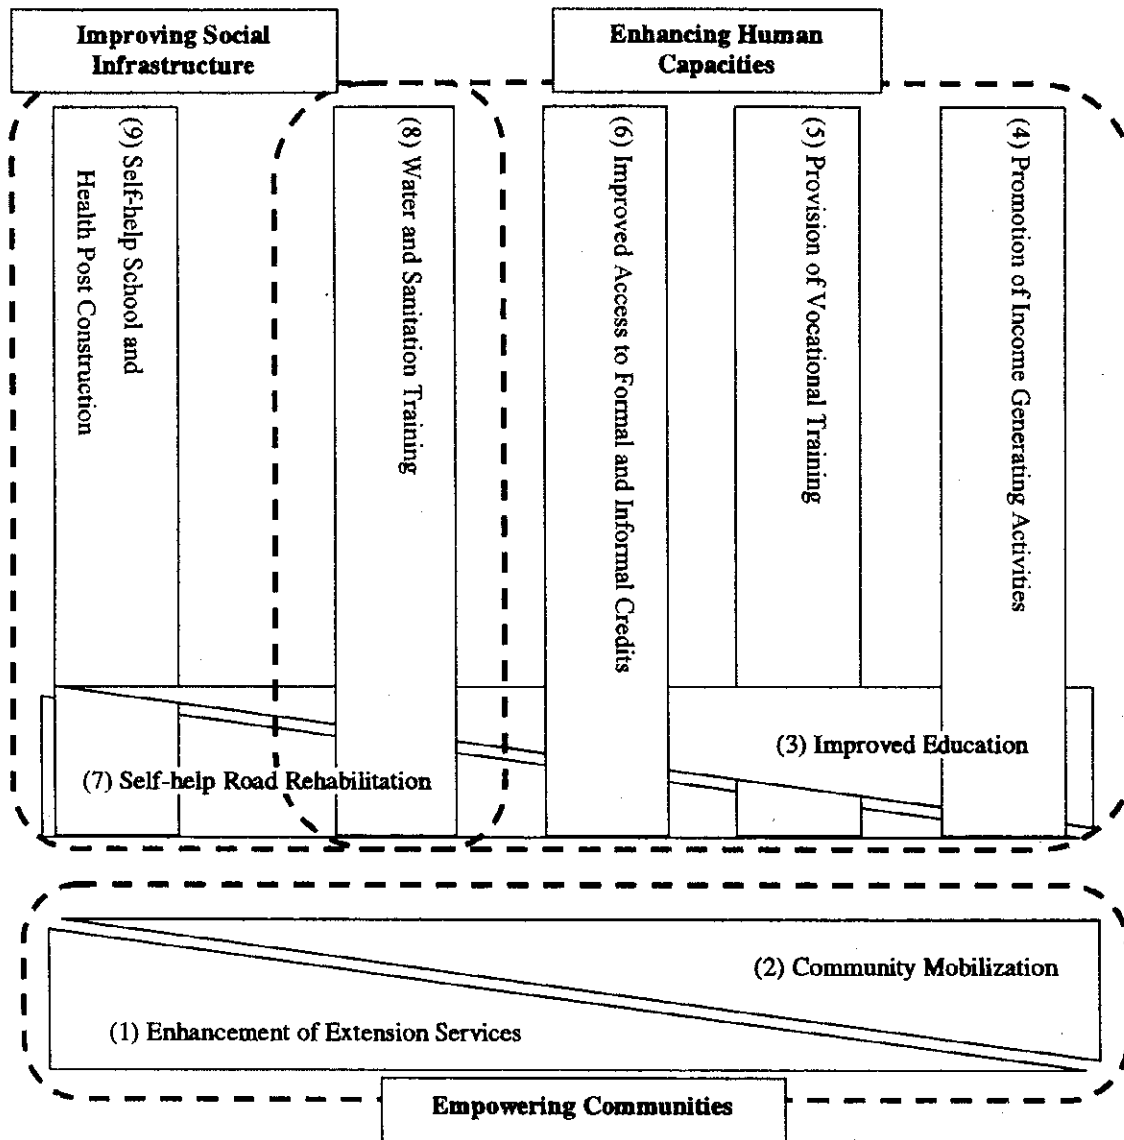 Improving Social
Infrastructure
Enhancing Human
Capacities
(9) Self-help School and
Health Post Construction
(8) Water and Sanitation Training
(6) Improved Access to Formal and Informal Credits
(5) Provision of Vocational Training
(4) Promotion of Income Generating Activities
(3) Improved Education
(7) Self-help Road Rehabilitation
(2) Community Mobilization
(1) Enhancement of Extension Services
Empowering Communities